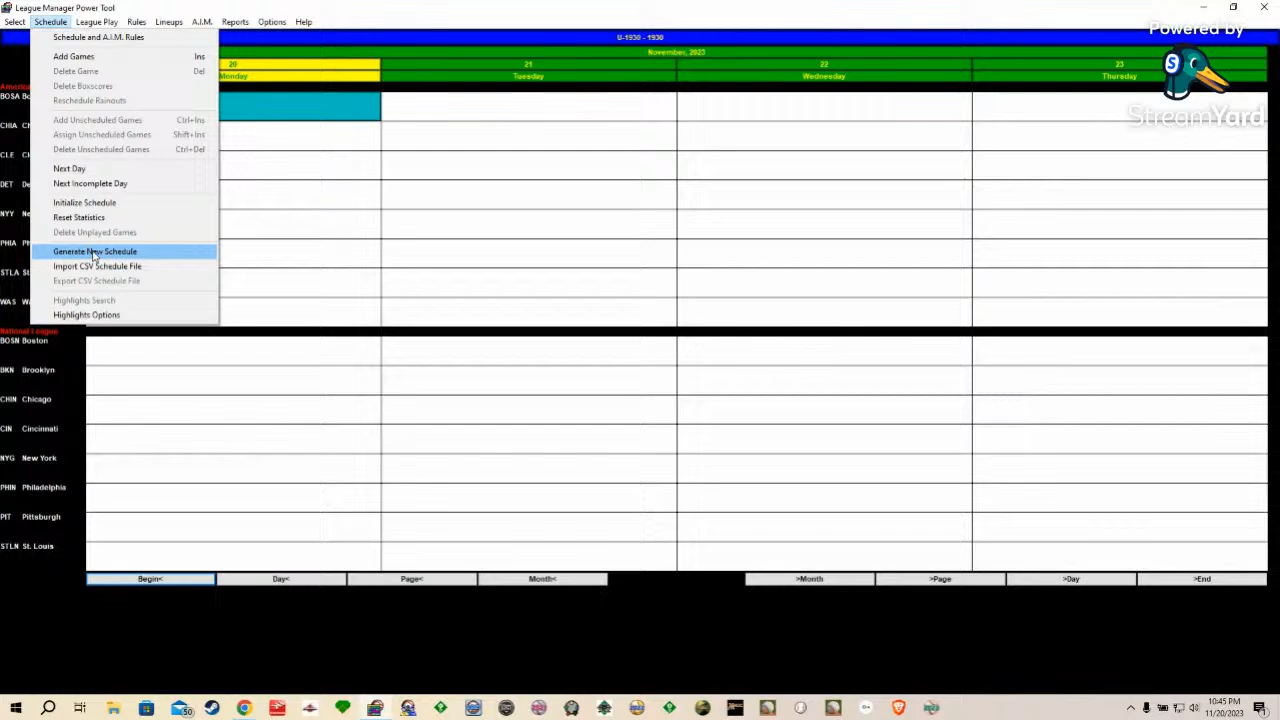 League Manager Power Tool
Select Schedule League Play Rules Lineups A.I.M. Reports Options Help
Powered by
StreamYard
U-1930 - 1930
November, 2023
20 21 22 23
Monday Tuesday Wednesday Thursday
Schedule and A.I.M. Rules
Add Games Ins
Delete Game Del
Delete Boxscores
Reschedule Rainouts
Add Unscheduled Games Ctrl+Ins
Assign Unscheduled Games Shift+Ins
Delete Unscheduled Games Ctrl+Del
Next Day
Next Incomplete Day
Initialize Schedule
Reset Statistics
Delete Unplayed Games
Generate New Schedule
Import CSV Schedule File
Export CSV Schedule File
Highlights Search
Highlights Options
BOSA
CHIA
CLE
DET
NYY
PHIA
STLA
WAS
National League
BOSN Boston
BKN Brooklyn
CHIN Chicago
CIN Cincinnati
NYG New York
PHIN Philadelphia
PIT Pittsburgh
STLN St. Louis
Begin< Day< Page< Month< >Month >Page >Day >End
50
10:45 PM
11/20/2023